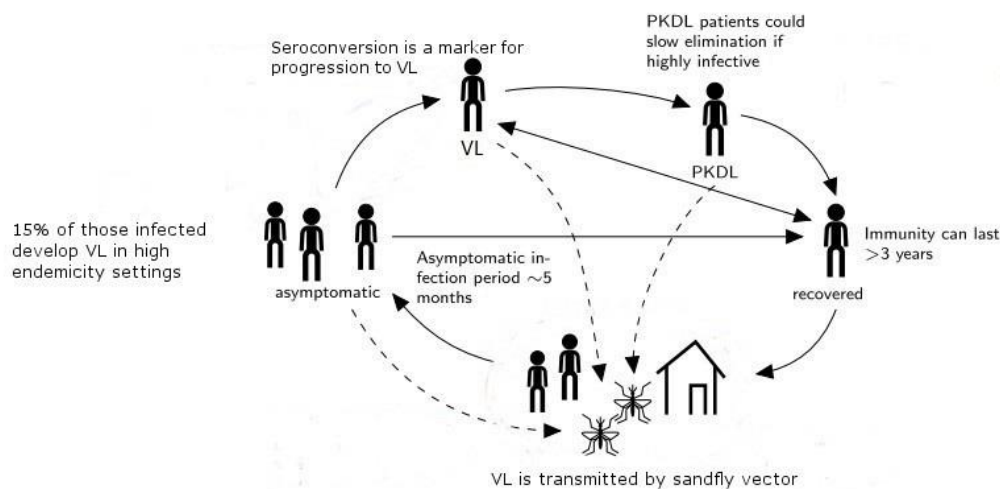 Seroconversion is a marker for
progression to VL
PKDL patients could
slow elimination if
highly infective
VL
PKDL
15% of those infected
develop VL in high
endemicity settings
asymptomatic
Asymptomatic in-
fection period ~5
months
Immunity can last
>3 years
recovered
VL is transmitted by sandfly vector